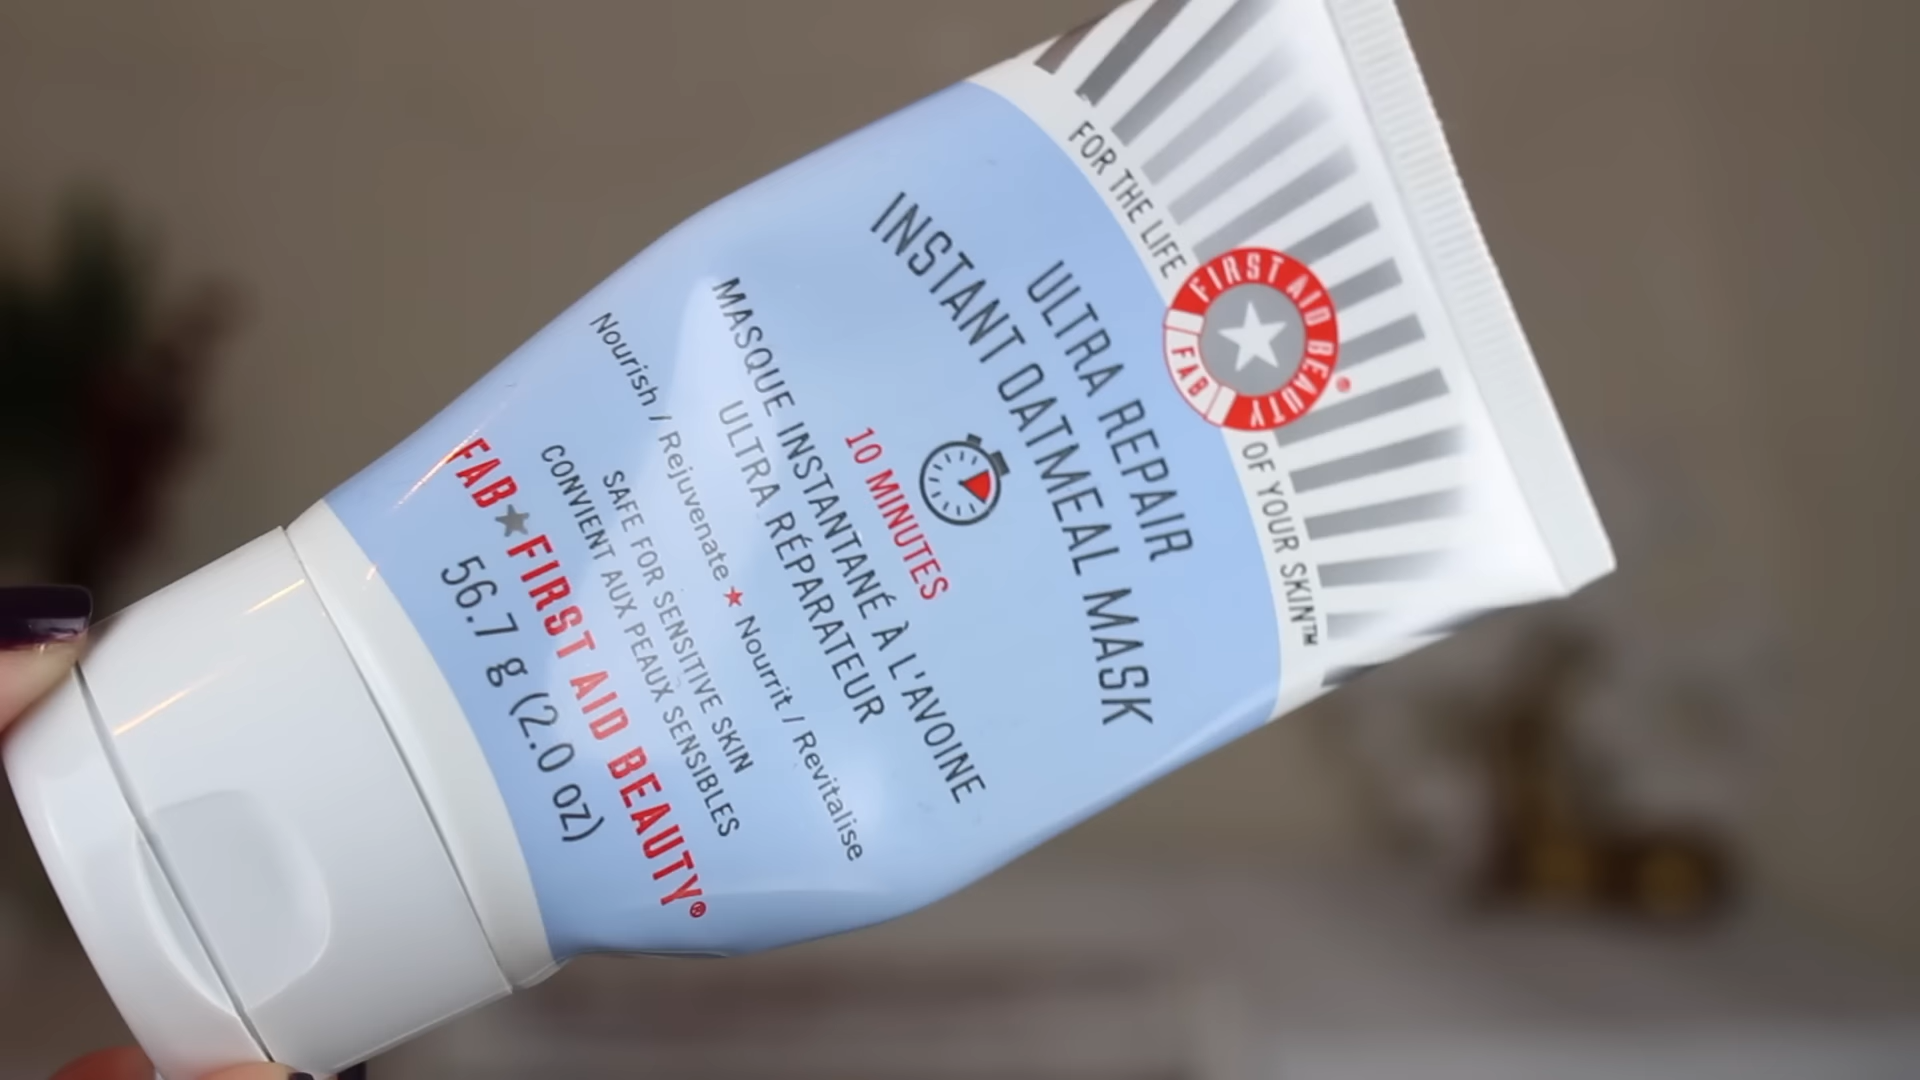 FOR THE LIFE
FIRST AID BEAUTY®
FAB
OF YOUR SKIN™
ULTRA REPAIR
INSTANT OATMEAL MASK
10 MINUTES
MASQUE INSTANTANÉ À L'AVOINE
ULTRA RÉPARATEUR
Nourish / Rejuvenate ★ Nourrit / Revitalise
SAFE FOR SENSITIVE SKIN
CONVIENT AUX PEAUX SENSIBLES
FAB★FIRST AID BEAUTY®
56.7 g (2.0 OZ)